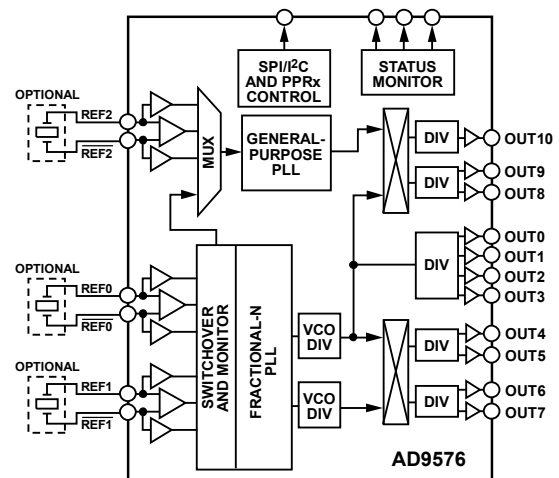 SPI/I2C
AND PPRx
CONTROL
STATUS
MONITOR
OPTIONAL
REF2
REF2
MUX
GENERAL-
PURPOSE
PLL
DIV
DIV
OUT10
OUT9
OUT8
OUT0
OUT1
OUT2
OUT3
DIV
OPTIONAL
REF0
REF0
OPTIONAL
REF1
REF1
SWITCHOVER
AND MONITOR
FRACTIONAL-N
PLL
VCO
DIV
VCO
DIV
DIV
DIV
OUT4
OUT5
OUT6
OUT7
AD9576